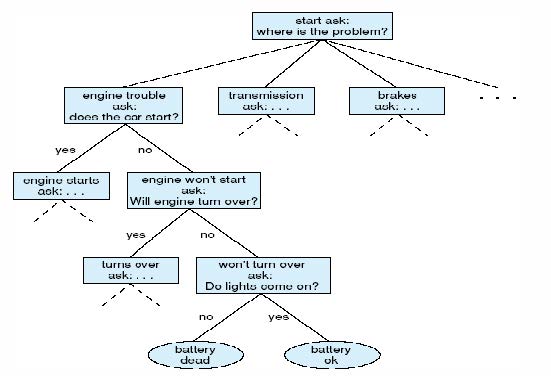 start ask:
where is the problem?
engine trouble
ask:
does the car start?
transmission
ask: . . .
brakes
ask: . . .
. . .
yes
no
engine starts
ask: . . .
engine won't start
ask:
Will engine turn over?
yes
no
turns over
ask: . . .
won't turn over
ask:
Do lights come on?
no
yes
battery
dead
battery
ok